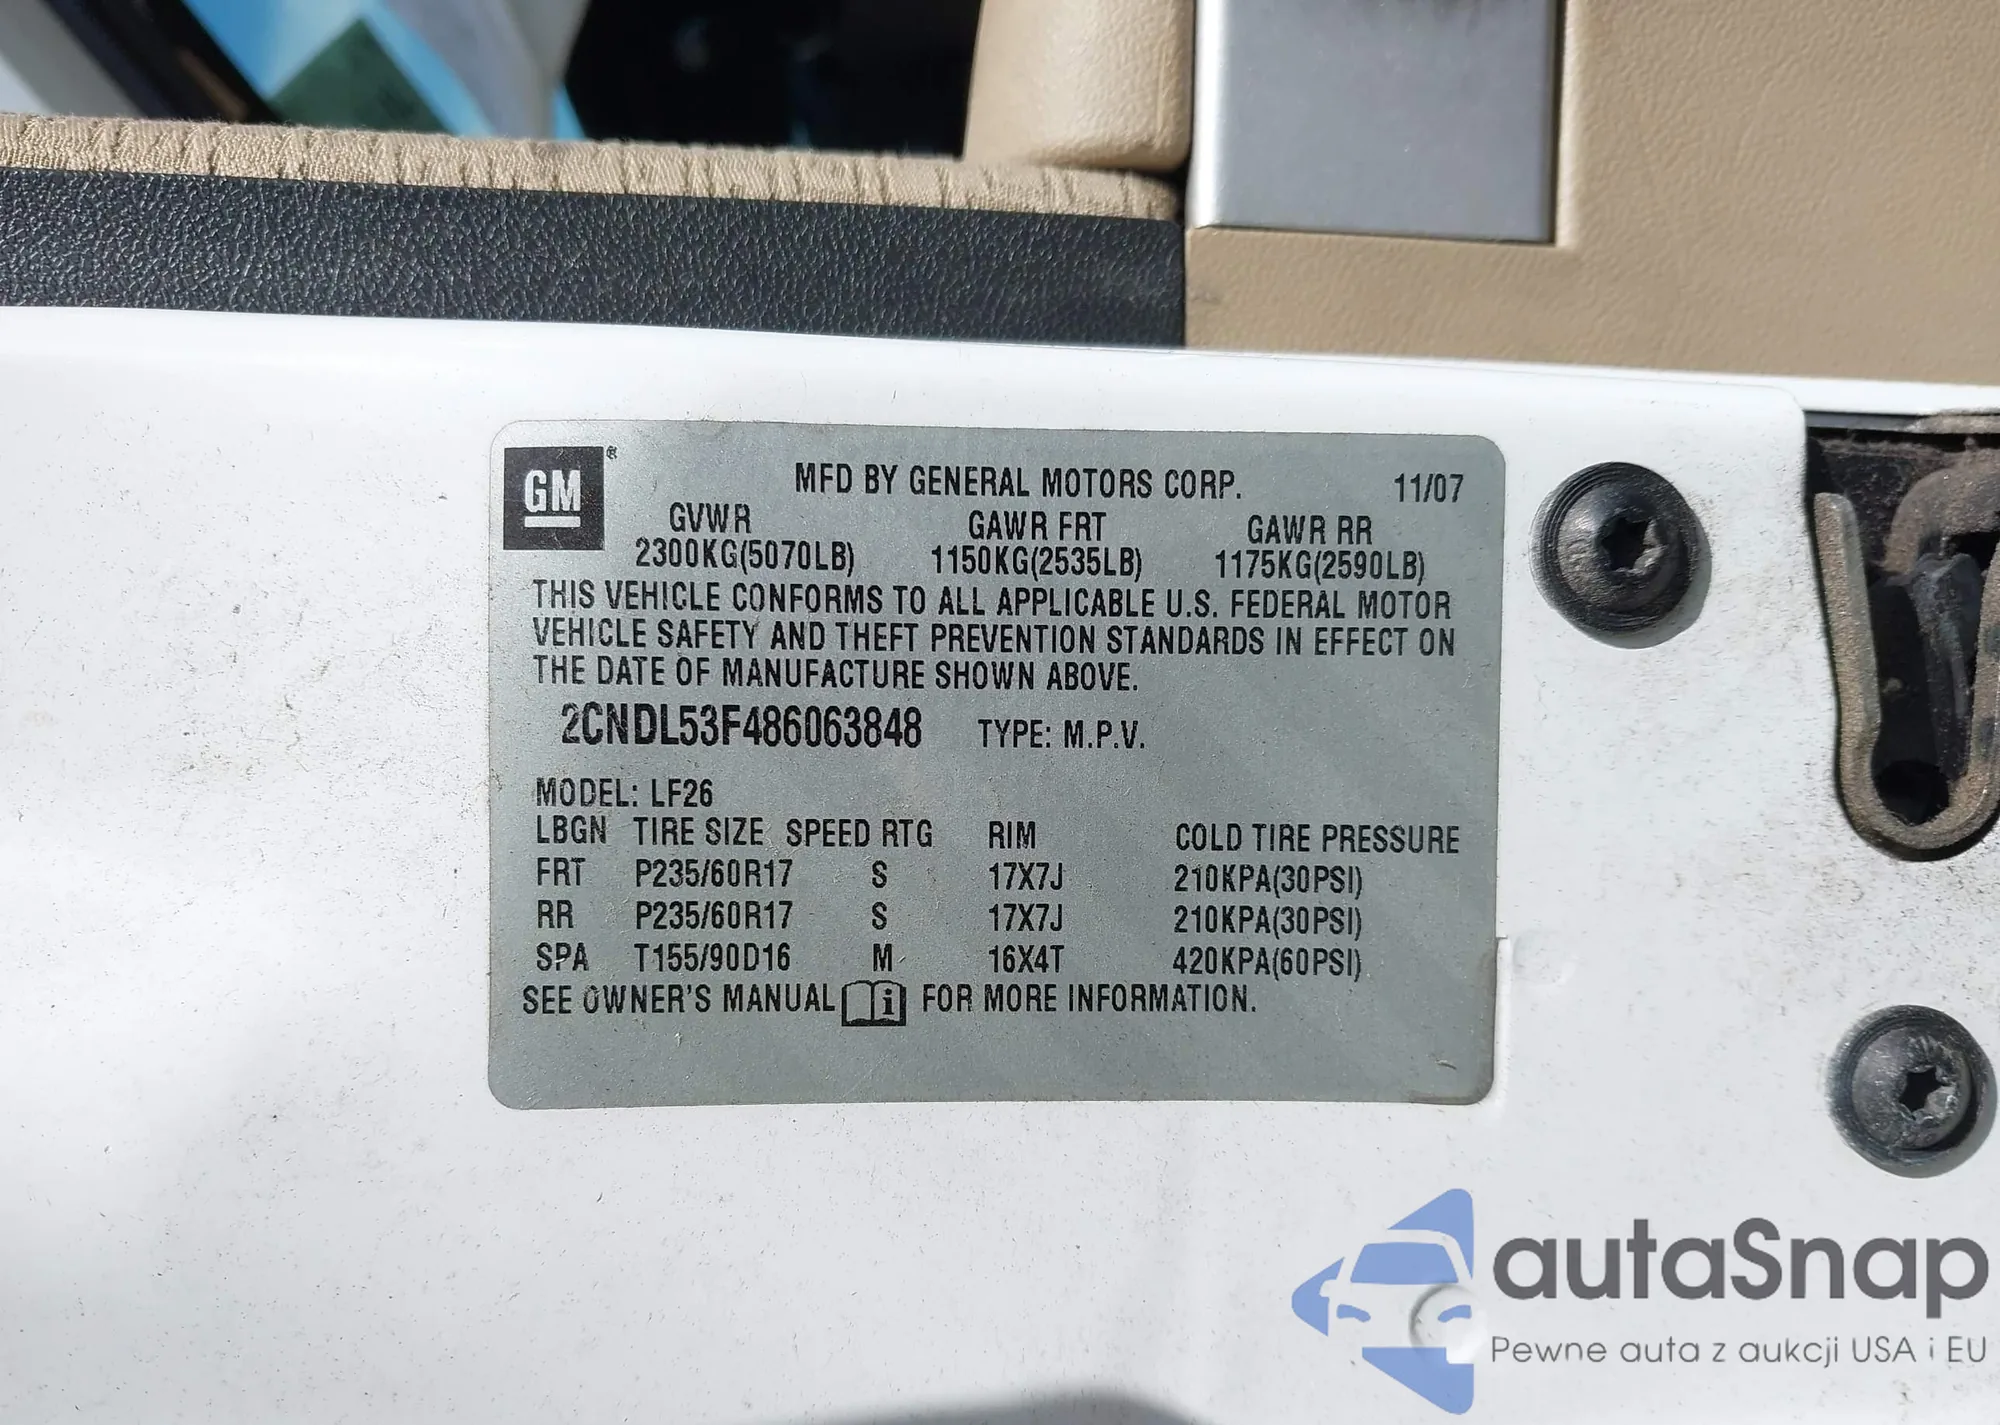 GM®
MFD BY GENERAL MOTORS CORP. 11/07
GVWR GAWR FRT GAWR RR
2300KG(5070LB) 1150KG(2535LB) 1175KG(2590LB)
THIS VEHICLE CONFORMS TO ALL APPLICABLE U.S. FEDERAL MOTOR
VEHICLE SAFETY AND THEFT PREVENTION STANDARDS IN EFFECT ON
THE DATE OF MANUFACTURE SHOWN ABOVE.
2CNDL53F486063848 TYPE: M.P.V.
MODEL: LF26
LBGN TIRE SIZE SPEED RTG RIM COLD TIRE PRESSURE
FRT P235/60R17 S 17X7J 210KPA(30PSI)
RR P235/60R17 S 17X7J 210KPA(30PSI)
SPA T155/90D16 M 16X4T 420KPA(60PSI)
SEE OWNER'S MANUAL i FOR MORE INFORMATION.
autaSnap
Pewne auta z aukcji USA i EU